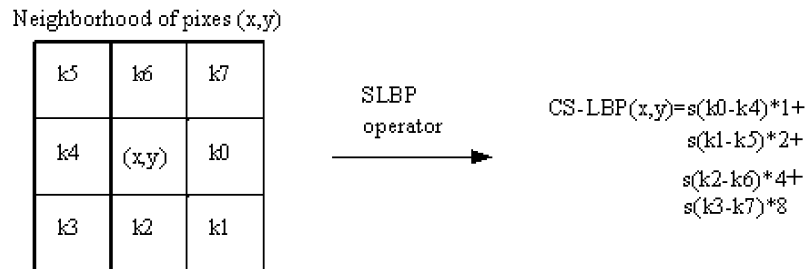 Neighborhood of pixes (x,y)
k5 k6 k7
k4 (x,y) k0
k3 k2 k1
SLBP
operator
CS-LBP(x,y)=s(k0-k4)*1+
s(k1-k5)*2+
s(k2-k6)*4+
s(k3-k7)*8